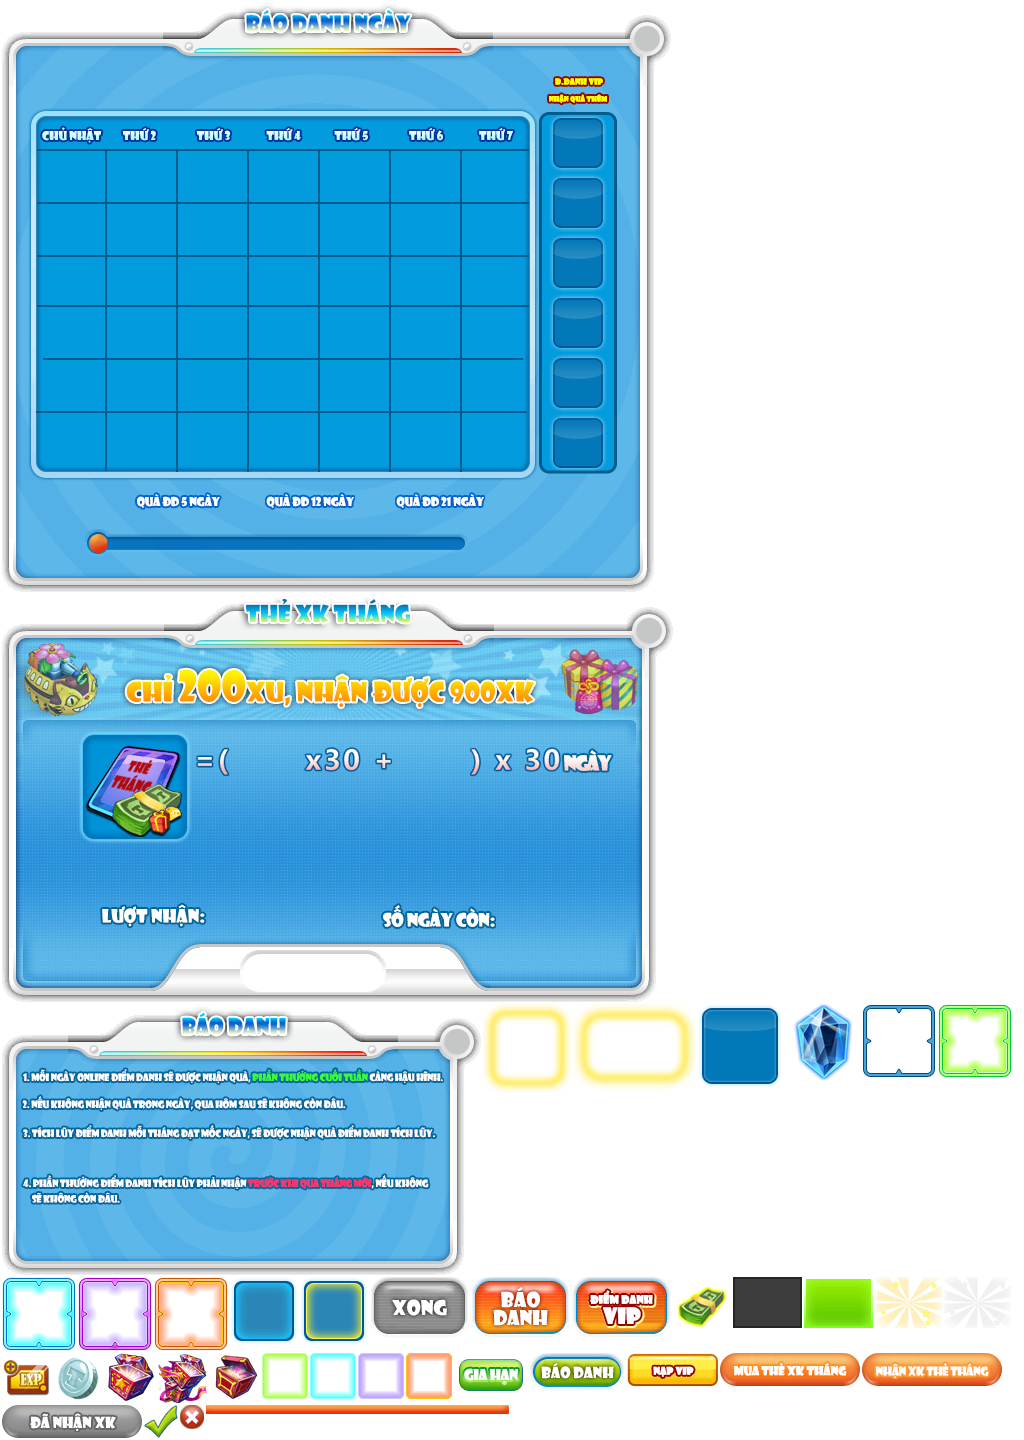 BÁO DANH NGÀY
Đ.DANH VIP
NHẬN QUÀ THÊM
CHỦ NHẬT THỨ 2 THỨ 3 THỨ 4 THỨ 5 THỨ 6 THỨ 7
QUÀ ĐD 5 NGÀY QUÀ ĐD 12 NGÀY QUÀ ĐD 21 NGÀY
THẺ XK THÁNG
CHỈ 200XU, NHẬN ĐƯỢC 900XK
THẺ
THÁNG
=( x30 + ) x 30 NGÀY
LƯỢT NHẬN: SỐ NGÀY CÒN:
BÁO DANH
1. MỖI NGÀY ONLINE ĐIỂM DANH SẼ ĐƯỢC NHẬN QUÀ, PHẦN THƯỞNG CUỐI TUẦN CÀNG HẬU HĨNH.
2. NẾU KHÔNG NHẬN QUÀ TRONG NGÀY, QUA HÔM SAU SẼ KHÔNG CÒN ĐÂU.
3. TÍCH LŨY ĐIỂM DANH MỖI THÁNG ĐẠT MỐC NGÀY, SẼ ĐƯỢC NHẬN QUÀ ĐIỂM DANH TÍCH LŨY.
4. PHẦN THƯỞNG ĐIỂM DANH TÍCH LŨY PHẢI NHẬN TRƯỚC KHI QUA THÁNG MỚI, NẾU KHÔNG
SẼ KHÔNG CÒN ĐÂU.
XONG
BÁO
DANH
ĐIỂM DANH
VIP
EXP
GIA HẠN
BÁO DANH
NẠP VIP
MUA THẺ XK THÁNG
NHẬN XK THẺ THÁNG
ĐÃ NHẬN XK